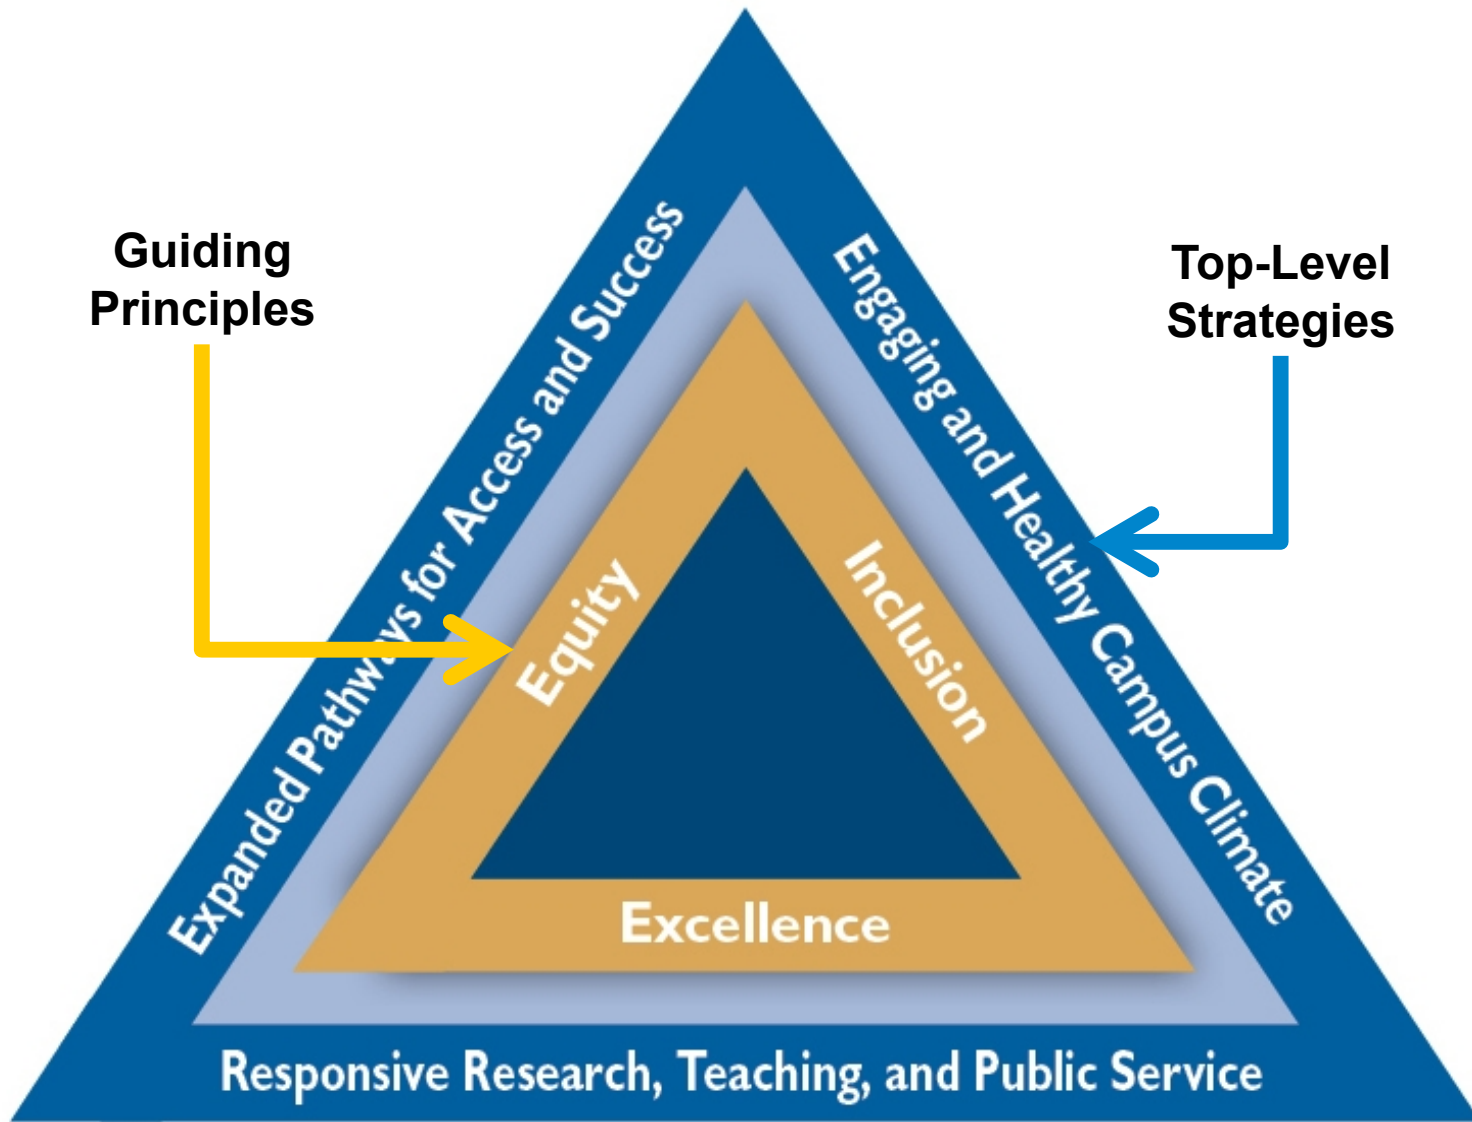 Guiding
Principles
Top-Level
Strategies
Expanded Pathways for Access and Success
Engaging and Healthy Campus Climate
Equity
Inclusion
Excellence
Responsive Research, Teaching, and Public Service